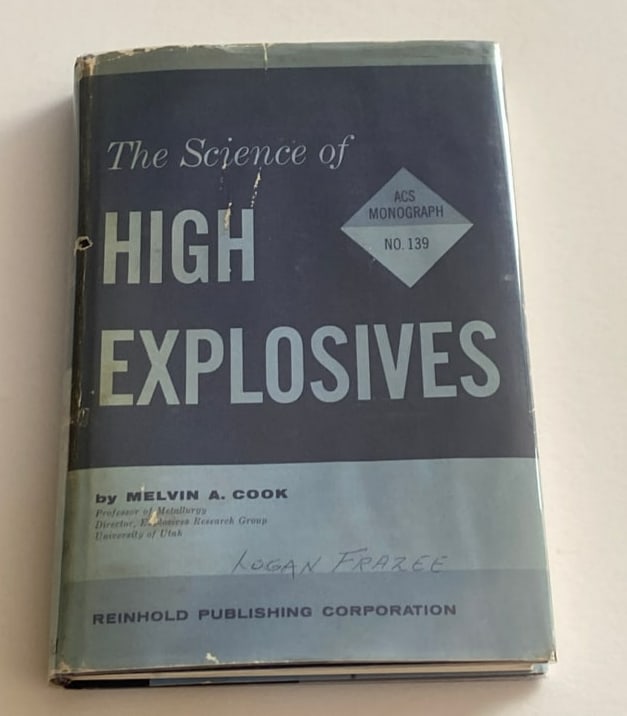 The Science of
HIGH
EXPLOSIVES
ACS
MONOGRAPH
NO. 139
by MELVIN A. COOK
Professor of Metallurgy
Director, Explosives Research Group
University of Utah
LOGAN FRAZEE
REINHOLD PUBLISHING CORPORATION